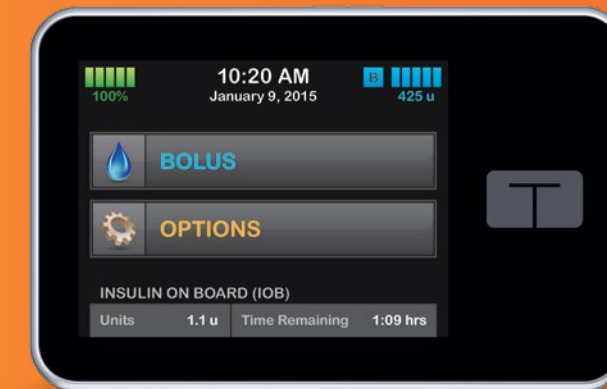 10:20 AM
100% January 9, 2015 B 425 u
BOLUS
OPTIONS
INSULIN ON BOARD (IOB)
Units 1.1 u Time Remaining 1:09 hrs